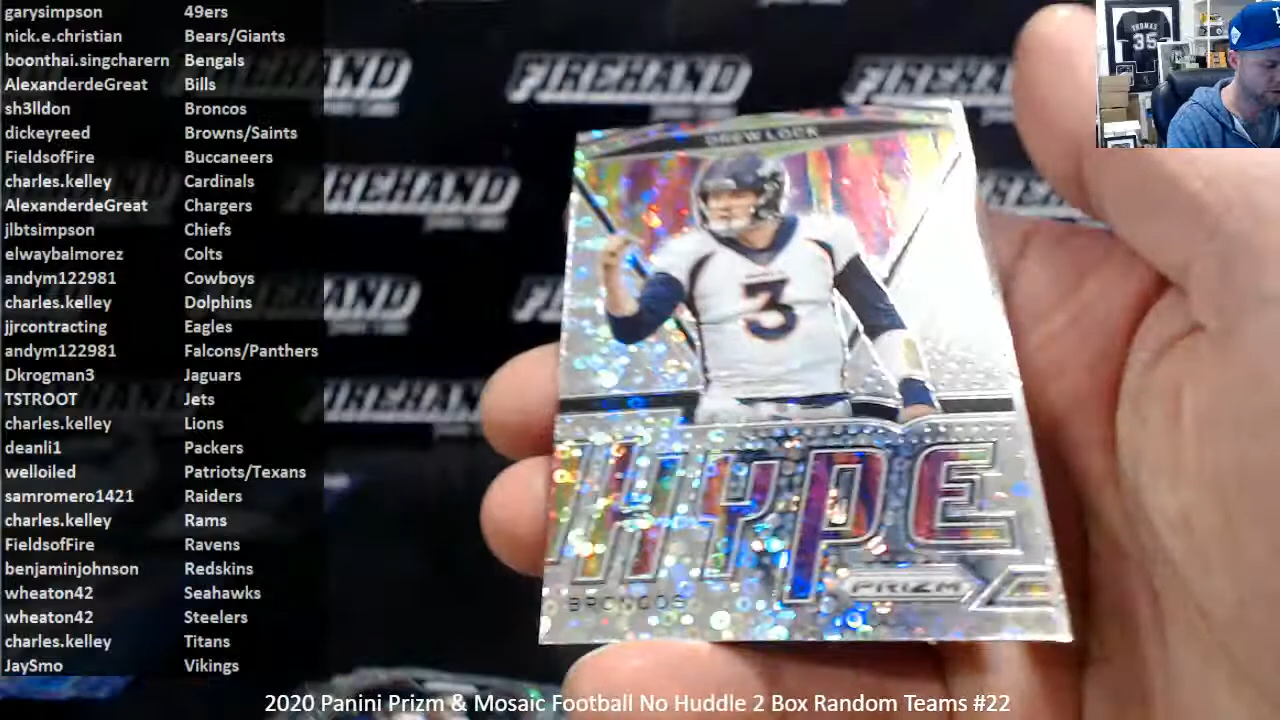 garysimpson 49ers
nick.e.christian Bears/Giants
boonthai.singcharern Bengals
AlexanderdeGreat Bills
sh3lldon Broncos
dickeyreed Browns/Saints
FieldsofFire Buccaneers
charles.kelley Cardinals
AlexanderdeGreat Chargers
jlbtsimpson Chiefs
elwaybalmorez Colts
andym122981 Cowboys
charles.kelley Dolphins
jjrcontracting Eagles
andym122981 Falcons/Panthers
Dkrogman3 Jaguars
TSTROOT Jets
charles.kelley Lions
deanli1 Packers
welloiled Patriots/Texans
samromero1421 Raiders
charles.kelley Rams
FieldsofFire Ravens
benjaminjohnson Redskins
wheaton42 Seahawks
wheaton42 Steelers
charles.kelley Titans
JaySmo Vikings
FIREHAND
FIREHAND
FIREHAND
THOMAS
35
DREW LOCK
3
HYPE
PRIZM
BRONCOS
2020 Panini Prizm & Mosaic Football No Huddle 2 Box Random Teams #22